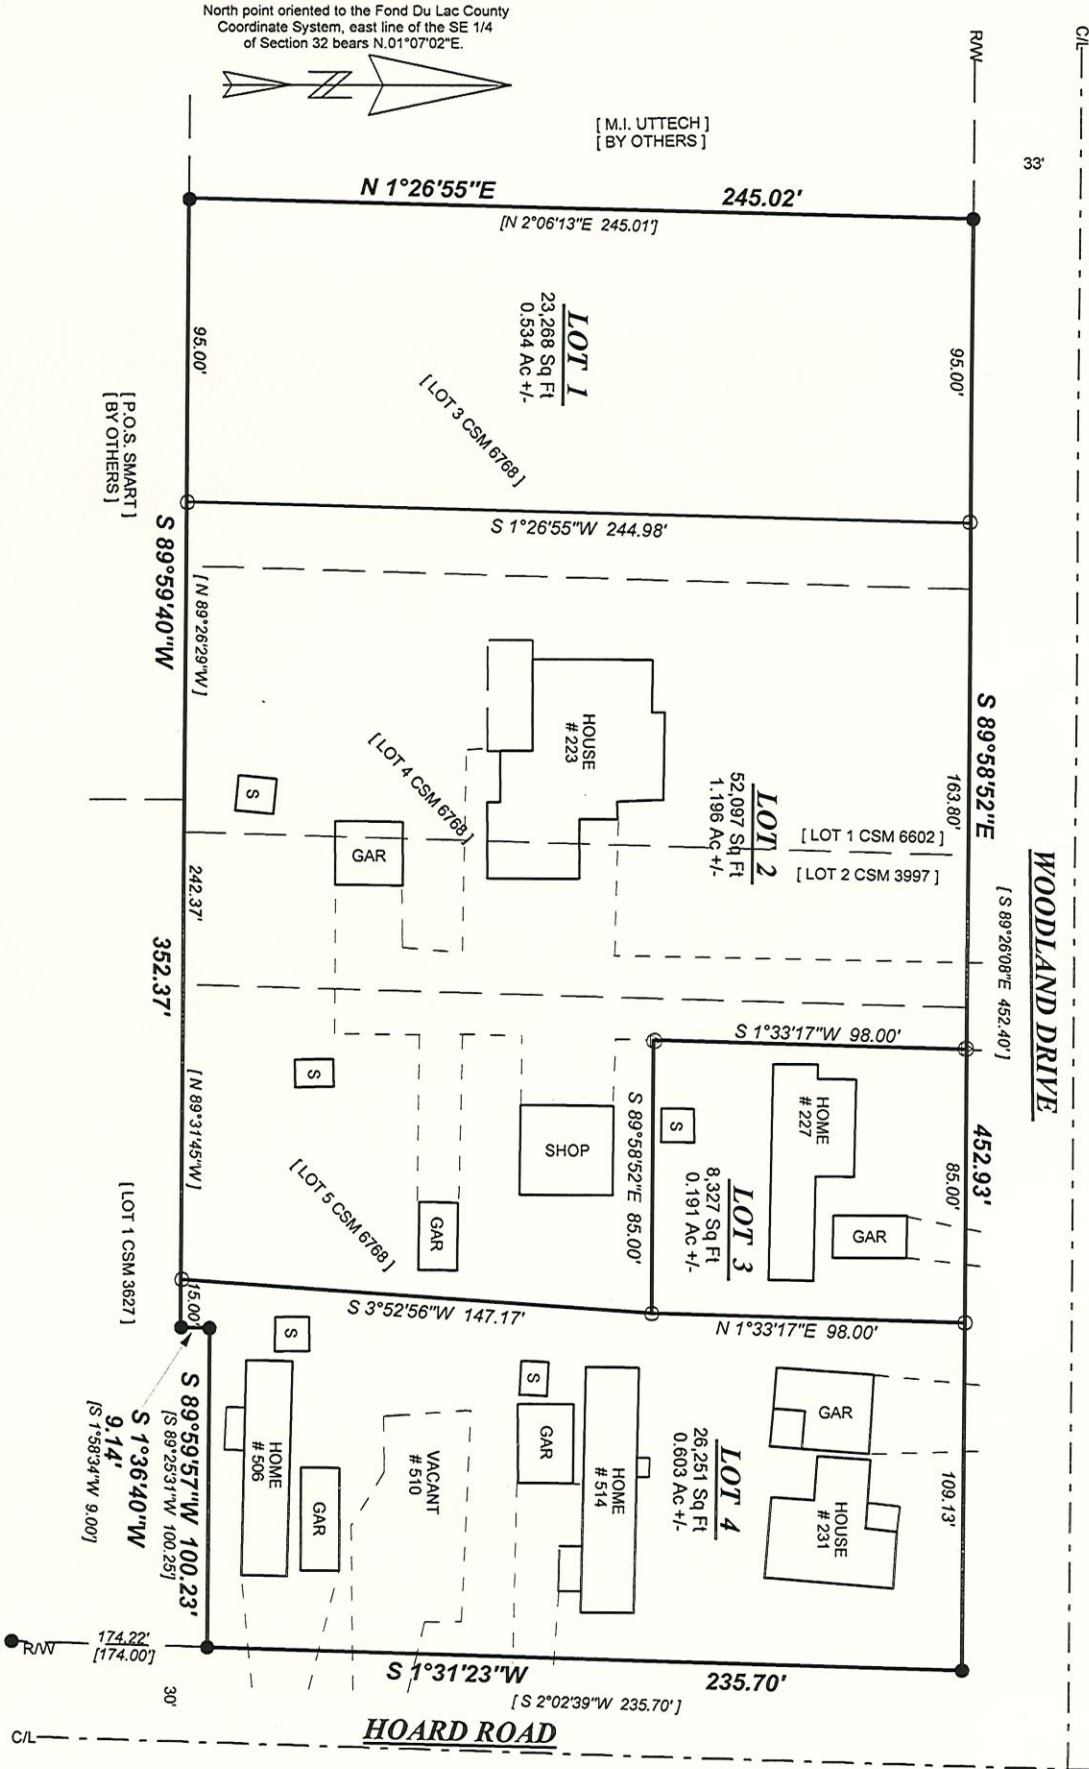 North point oriented to the Fond Du Lac County
Coordinate System, east line of the SE 1/4
of Section 32 bears N.01°07'02"E.
C/L
R/W
33'
[ M.I. UTTECH ]
[ BY OTHERS ]
N 1°26'55"E 245.02'
[N 2°06'13"E 245.01']
95.00'
LOT 1
23,268 Sq Ft
0.534 Ac +/-
[ LOT 3 CSM 6768 ]
95.00'
[ P.O.S. SMART ]
[ BY OTHERS ]
S 1°26'55"W 244.98'
S 89°59'40"W
[ N 89°26'29"W ]
S 89°58'52"E
163.80'
[ S 89°26'08"E 452.40']
WOODLAND DRIVE
452.93'
HOUSE
# 223
LOT 2
52,097 Sq Ft
1.196 Ac +/-
[ LOT 1 CSM 6602 ]
[ LOT 2 CSM 3997 ]
[ LOT 4 CSM 6768 ]
S
GAR
242.37'
352.37'
[ N 89°31'45"W ]
S 1°33'17"W 98.00'
S
SHOP
S 89°58'52"E 85.00'
S
HOME
# 227
85.00'
GAR
LOT 3
8,327 Sq Ft
0.191 Ac +/-
[ LOT 5 CSM 6768 ]
GAR
[ LOT 1 CSM 3627 ]
15.00'
S 3°52'56"W 147.17'
N 1°33'17"E 98.00'
S
S
GAR
HOME
# 506
GAR
VACANT
# 510
GAR
HOME
# 514
LOT 4
26,251 Sq Ft
0.603 Ac +/-
HOUSE
# 231
109.13'
S 89°59'57"W 100.23'
[S 89°25'31"W 100.25']
S 1°36'40"W
9.14'
[S 1°58'34"W 9.00']
R/W
174.22'
[174.00']
S 1°31'23"W 235.70'
[ S 2°02'39"W 235.70' ]
30'
HOARD ROAD
C/L